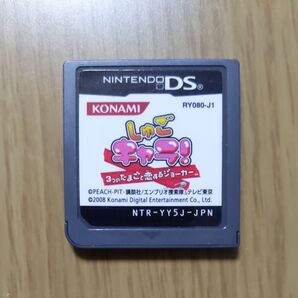 NINTENDO DS
KONAMI
RY080-J1
しゅご
キャラ!
3つのたまごと恋するジョーカー
©PEACH-PIT・講談社/エンブリオ捜索隊・テレビ東京
©2008 Konami Digital Entertainment Co., Ltd.
NTR-YY5J-JPN